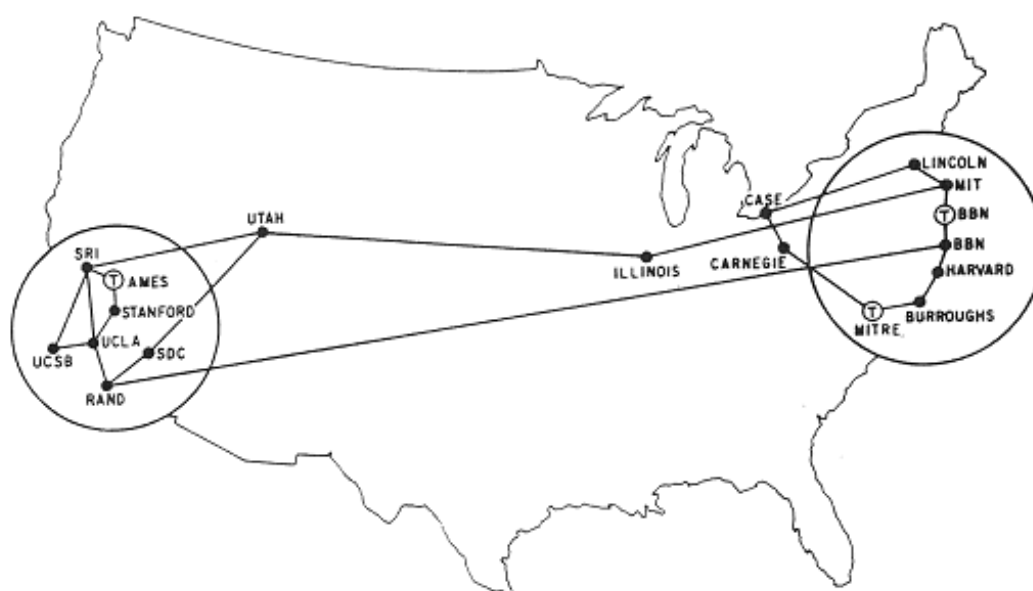 LINCOLN
MIT
CASE
T BBN
UTAH
BBN
SRI
ILLINOIS
CARNEGIE
HARVARD
T AMES
STANFORD
BURROUGHS
T
MITRE
UCLA
SDC
UCSB
RAND